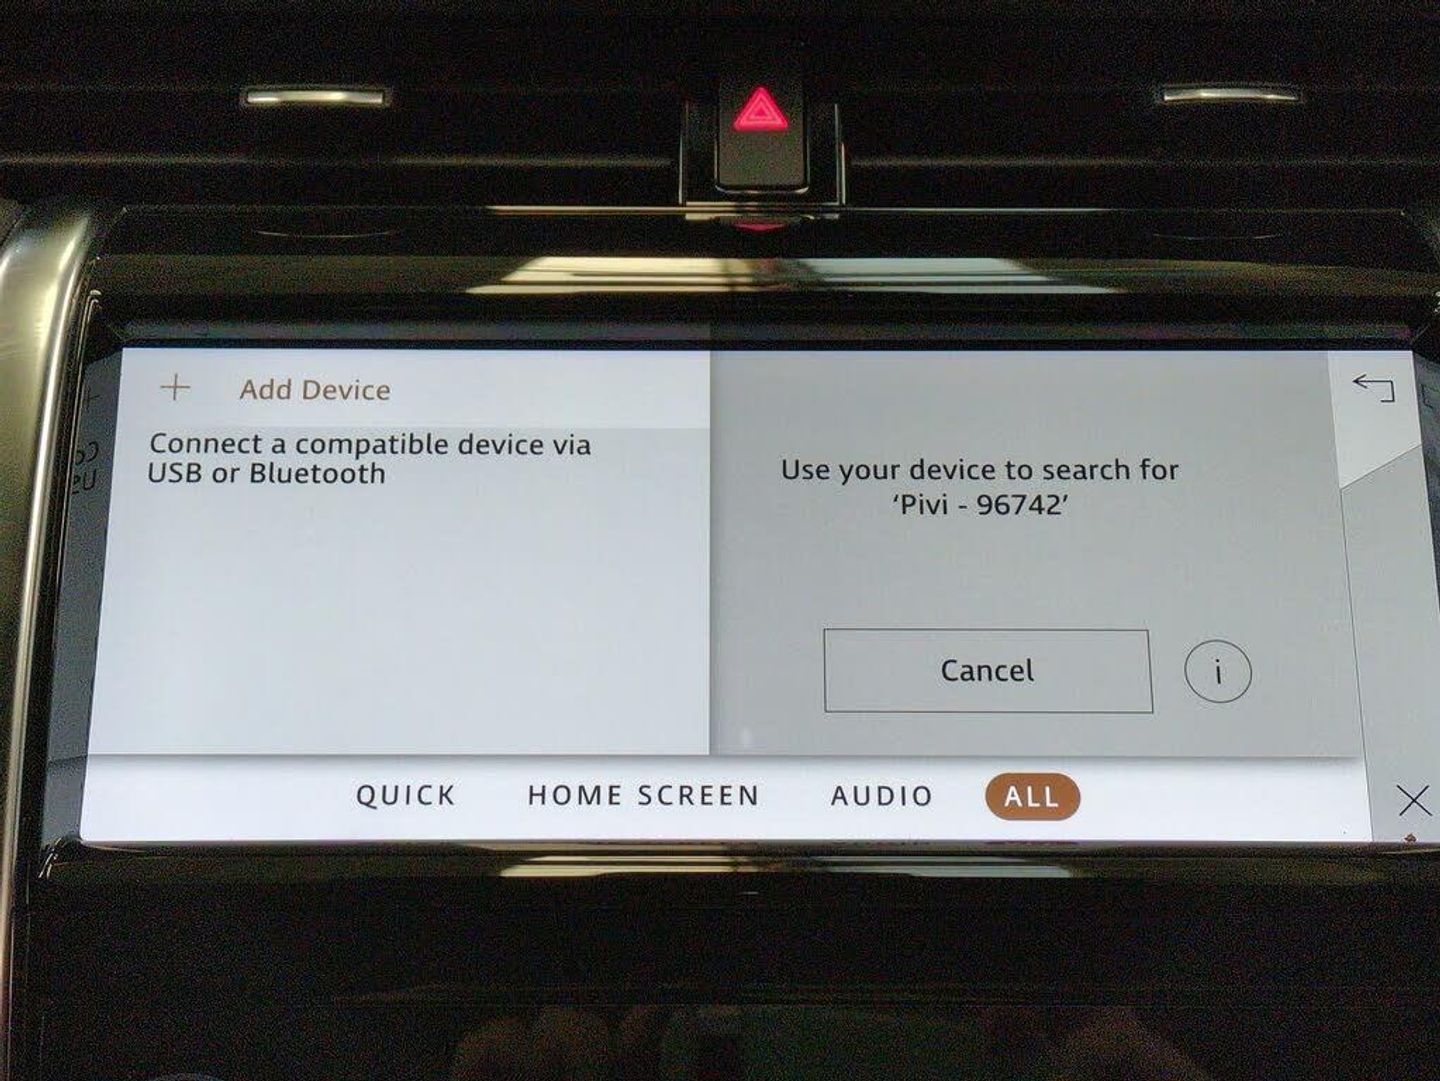 Add Device
Connect a compatible device via
USB or Bluetooth
Use your device to search for
‘Pivi - 96742’
Cancel
i
QUICK
HOME SCREEN
AUDIO
ALL